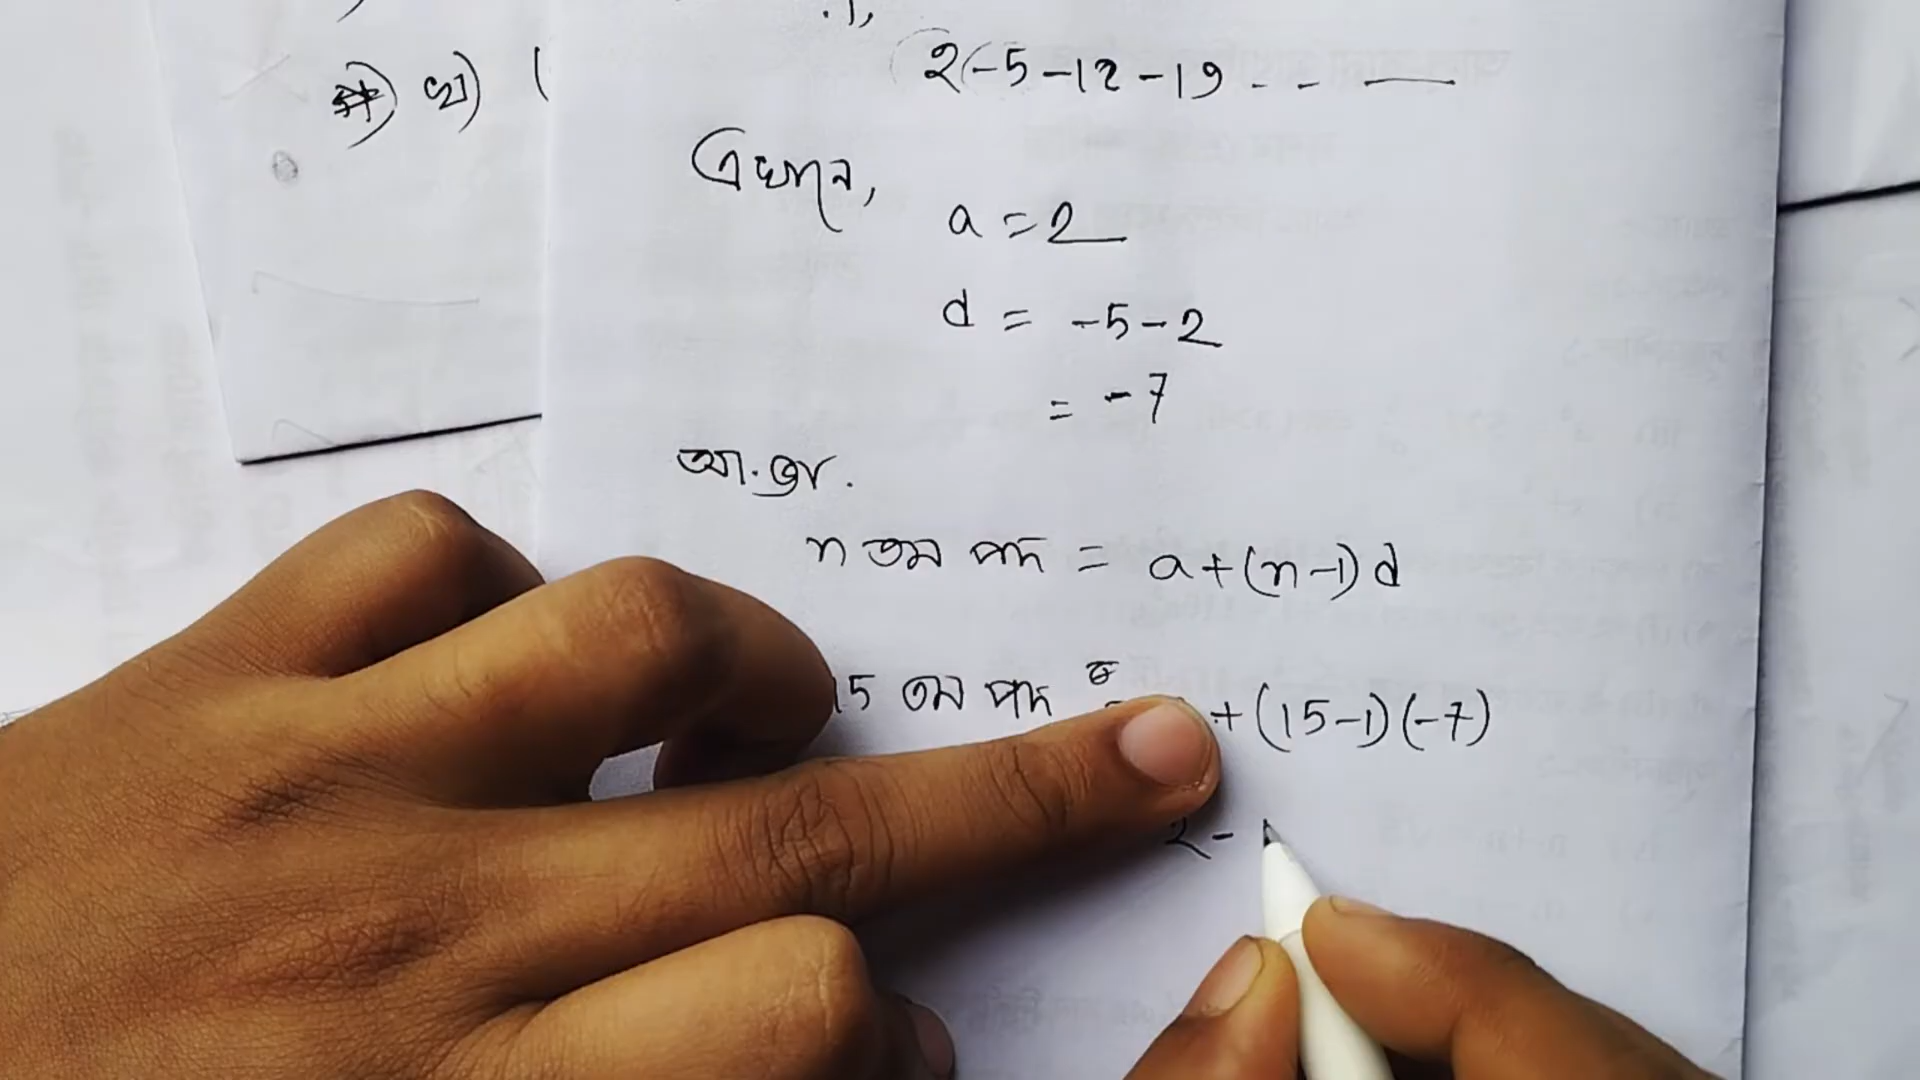 খ) (
2-5-12-19 - - —
এখানে,
a = 2
d = -5-2
= -7
আ. জা.
n তম পদ = a+(n-1)d
15 তম পদ + (15-1)(-7)
2 -